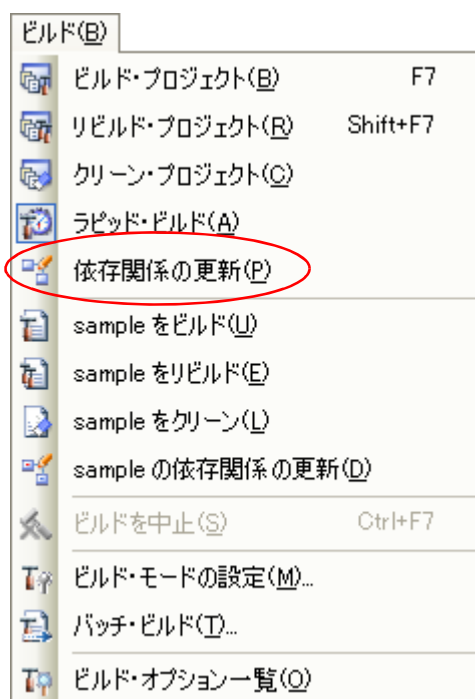 ビルド(B)
ビルド・プロジェクト(B) F7
リビルド・プロジェクト(R) Shift+F7
クリーン・プロジェクト(C)
ラピッド・ビルド(A)
依存関係の更新(P)
sample をビルド(U)
sample をリビルド(E)
sample をクリーン(L)
sample の依存関係の更新(D)
ビルドを中止(S) Ctrl+F7
ビルド・モードの設定(M)...
バッチ・ビルド(T)...
ビルド・オプション一覧(O)